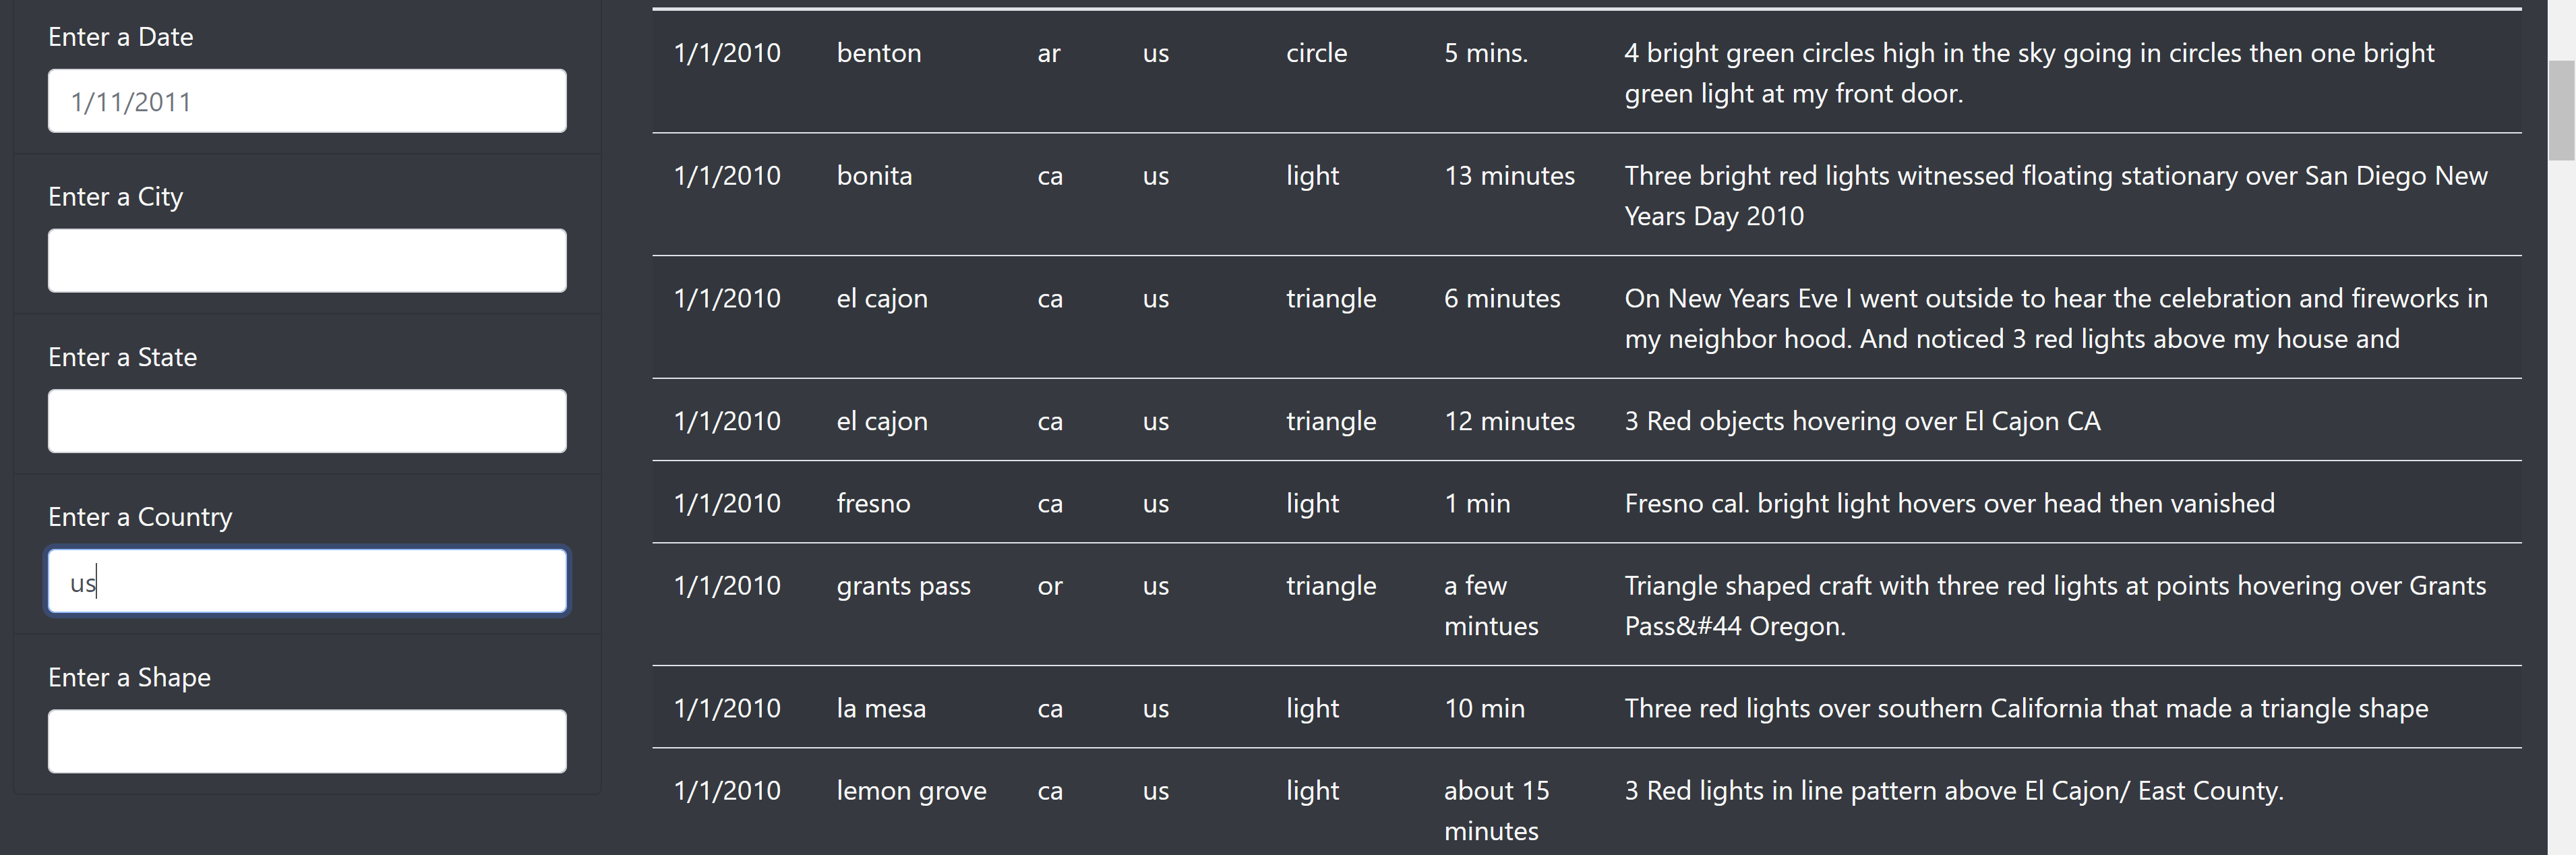 Enter a Date
1/11/2011
Enter a City
Enter a State
Enter a Country
us
Enter a Shape
1/1/2010 benton ar us circle 5 mins. 4 bright green circles high in the sky going in circles then one bright
green light at my front door.
1/1/2010 bonita ca us light 13 minutes Three bright red lights witnessed floating stationary over San Diego New
Years Day 2010
1/1/2010 el cajon ca us triangle 6 minutes On New Years Eve I went outside to hear the celebration and fireworks in
my neighbor hood. And noticed 3 red lights above my house and
1/1/2010 el cajon ca us triangle 12 minutes 3 Red objects hovering over El Cajon CA
1/1/2010 fresno ca us light 1 min Fresno cal. bright light hovers over head then vanished
1/1/2010 grants pass or us triangle a few Triangle shaped craft with three red lights at points hovering over Grants
mintues Pass&#44 Oregon.
1/1/2010 la mesa ca us light 10 min Three red lights over southern California that made a triangle shape
1/1/2010 lemon grove ca us light about 15 3 Red lights in line pattern above El Cajon/ East County.
minutes